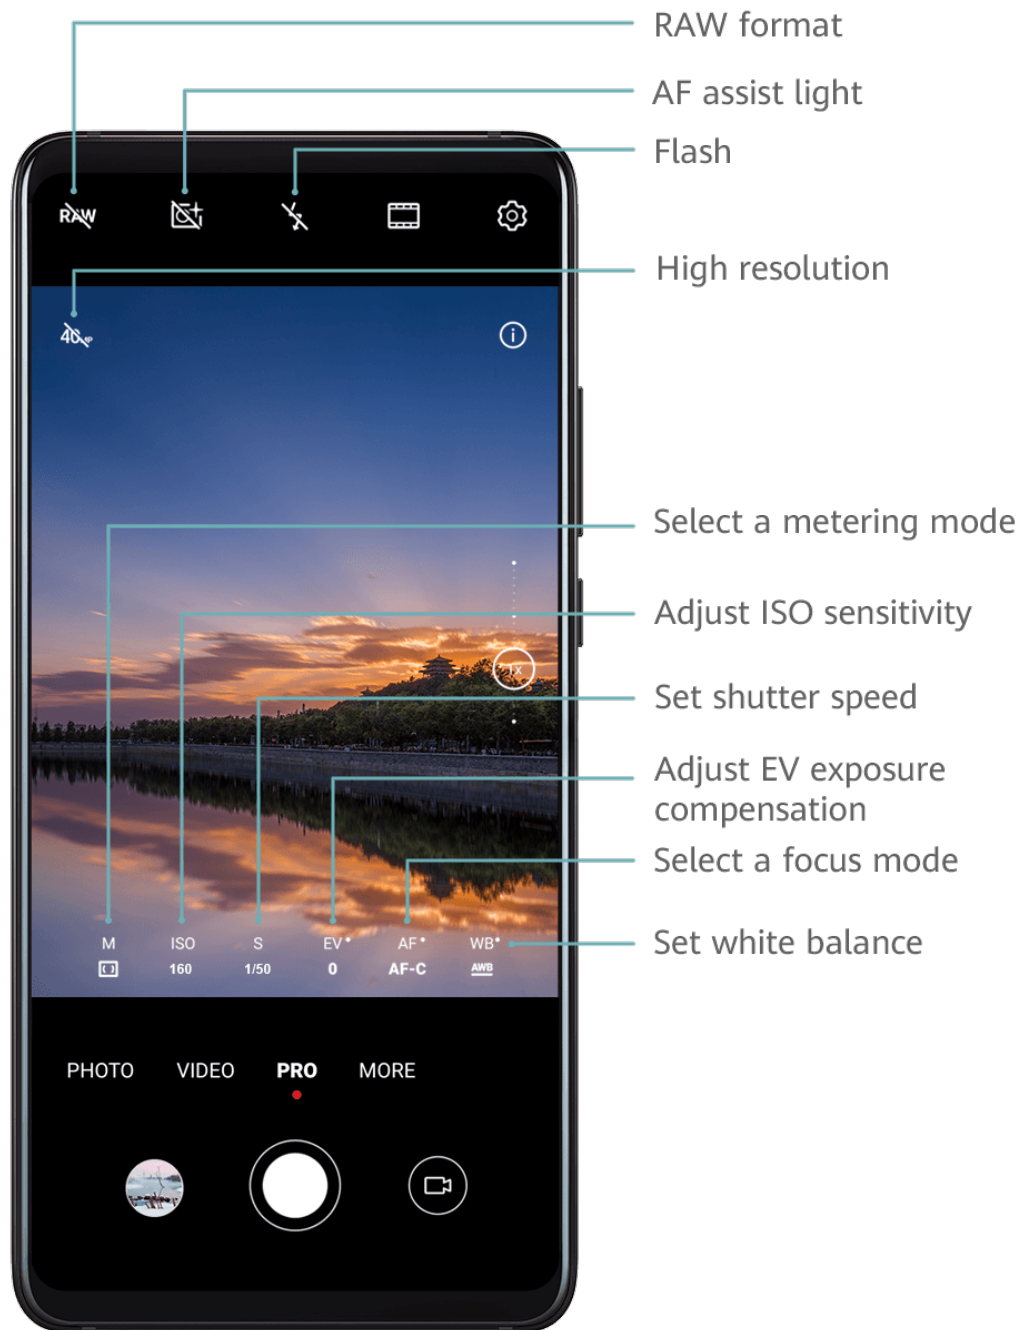 RAW format
AF assist light
Flash
RAW
High resolution
Select a metering mode
Adjust ISO sensitivity
1x
Set shutter speed
Adjust EV exposure
compensation
Select a focus mode
M ISO S EV AF WB
Set white balance
160 1/50 0 AF-C AWB
PHOTO VIDEO PRO MORE